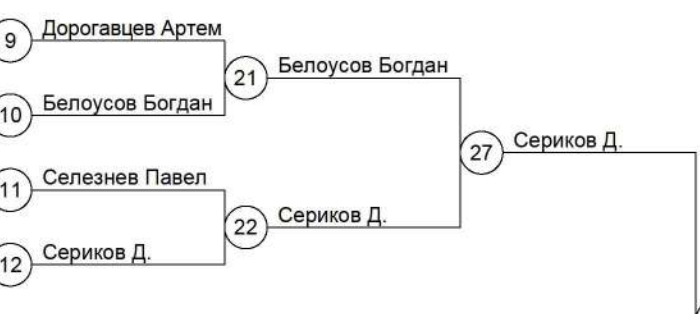 9 Дорогавцев Артем
21 Белоусов Богдан
10 Белоусов Богдан
27 Сериков Д.
11 Селезнев Павел
22 Сериков Д.
12 Сериков Д.